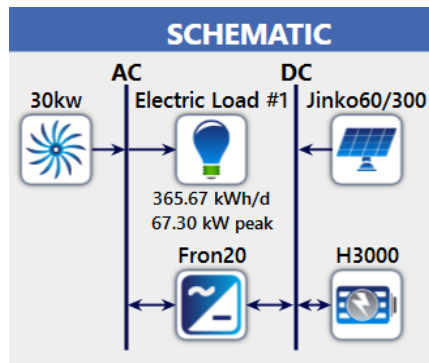 SCHEMATIC
AC DC
30kw Electric Load #1 Jinko60/300
365.67 kWh/d
67.30 kW peak
Fron20 H3000